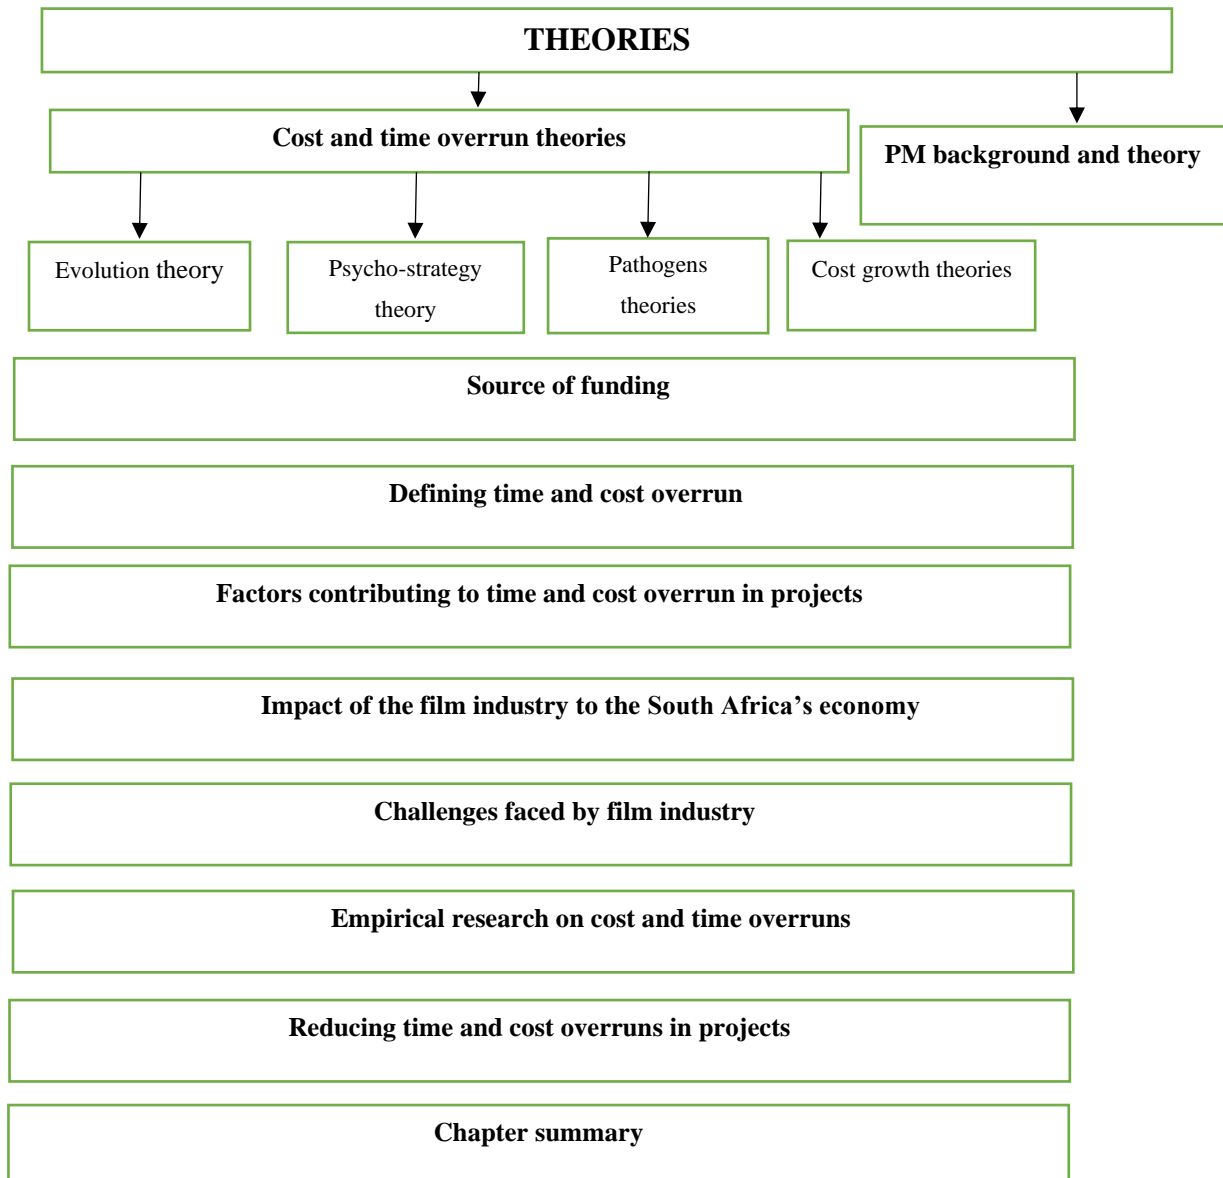 THEORIES
Cost and time overrun theories
PM background and theory
Evolution theory
Psycho-strategy
theory
Pathogens
theories
Cost growth theories
Source of funding
Defining time and cost overrun
Factors contributing to time and cost overrun in projects
Impact of the film industry to the South Africa’s economy
Challenges faced by film industry
Empirical research on cost and time overruns
Reducing time and cost overruns in projects
Chapter summary